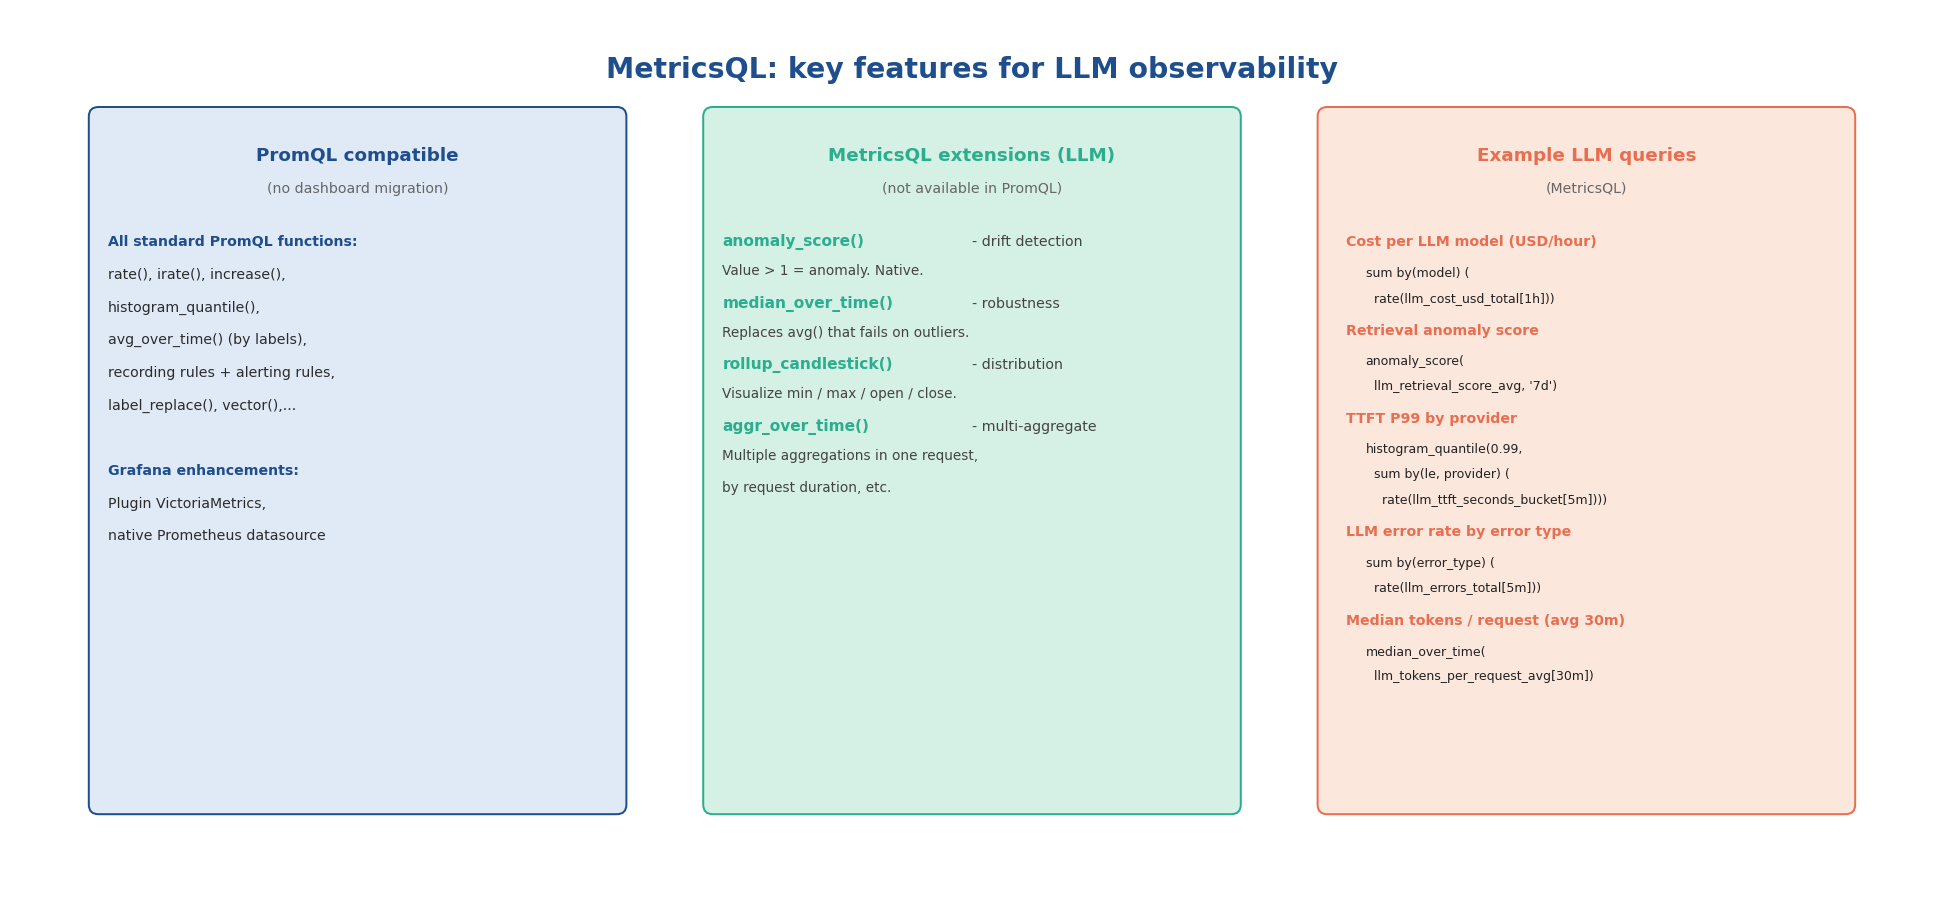 MetricsQL: key features for LLM observability
PromQL compatible
(no dashboard migration)
All standard PromQL functions:
rate(), irate(), increase(),
histogram_quantile(),
avg_over_time() (by labels),
recording rules + alerting rules,
label_replace(), vector(),...
Grafana enhancements:
Plugin VictoriaMetrics,
native Prometheus datasource
MetricsQL extensions (LLM)
(not available in PromQL)
anomaly_score() - drift detection
Value > 1 = anomaly. Native.
median_over_time() - robustness
Replaces avg() that fails on outliers.
rollup_candlestick() - distribution
Visualize min / max / open / close.
aggr_over_time() - multi-aggregate
Multiple aggregations in one request,
by request duration, etc.
Example LLM queries
(MetricsQL)
Cost per LLM model (USD/hour)
sum by(model) (
rate(llm_cost_usd_total[1h]))
Retrieval anomaly score
anomaly_score(
llm_retrieval_score_avg, '7d')
TTFT P99 by provider
histogram_quantile(0.99,
sum by(le, provider) (
rate(llm_ttft_seconds_bucket[5m])))
LLM error rate by error type
sum by(error_type) (
rate(llm_errors_total[5m]))
Median tokens / request (avg 30m)
median_over_time(
llm_tokens_per_request_avg[30m])